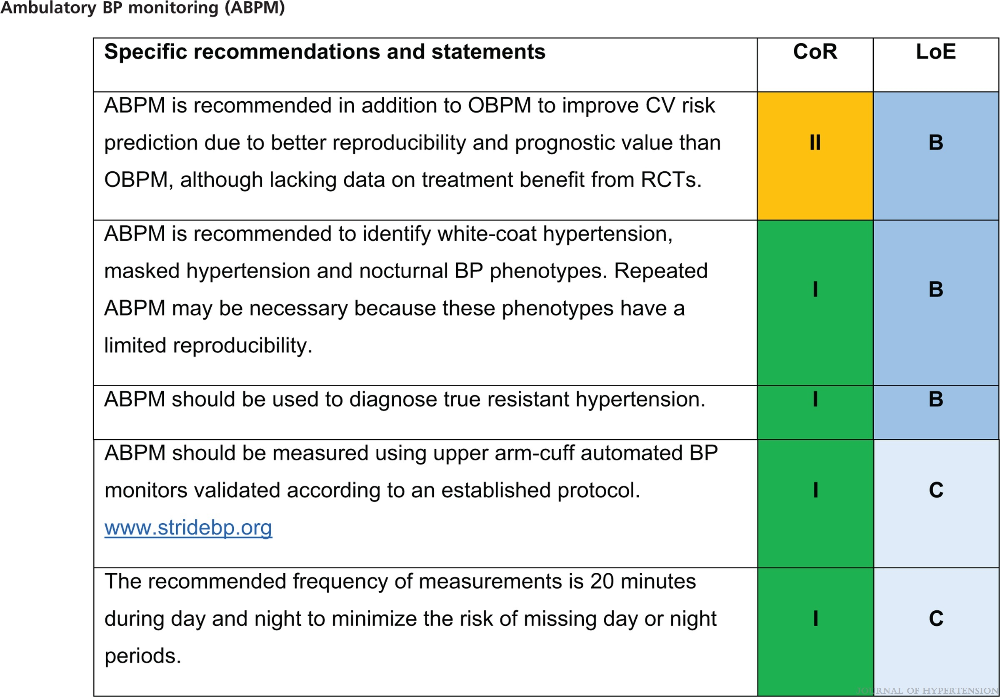 Ambulatory BP monitoring (ABPM)
Specific recommendations and statements CoR LoE
ABPM is recommended in addition to OBPM to improve CV risk
prediction due to better reproducibility and prognostic value than II B
OBPM, although lacking data on treatment benefit from RCTs.
ABPM is recommended to identify white-coat hypertension,
masked hypertension and nocturnal BP phenotypes. Repeated
I B
ABPM may be necessary because these phenotypes have a
limited reproducibility.
ABPM should be used to diagnose true resistant hypertension. I B
ABPM should be measured using upper arm-cuff automated BP
monitors validated according to an established protocol. I C
www.stridebp.org
The recommended frequency of measurements is 20 minutes
during day and night to minimize the risk of missing day or night I C
periods.
JOURNAL OF HYPERTENSION